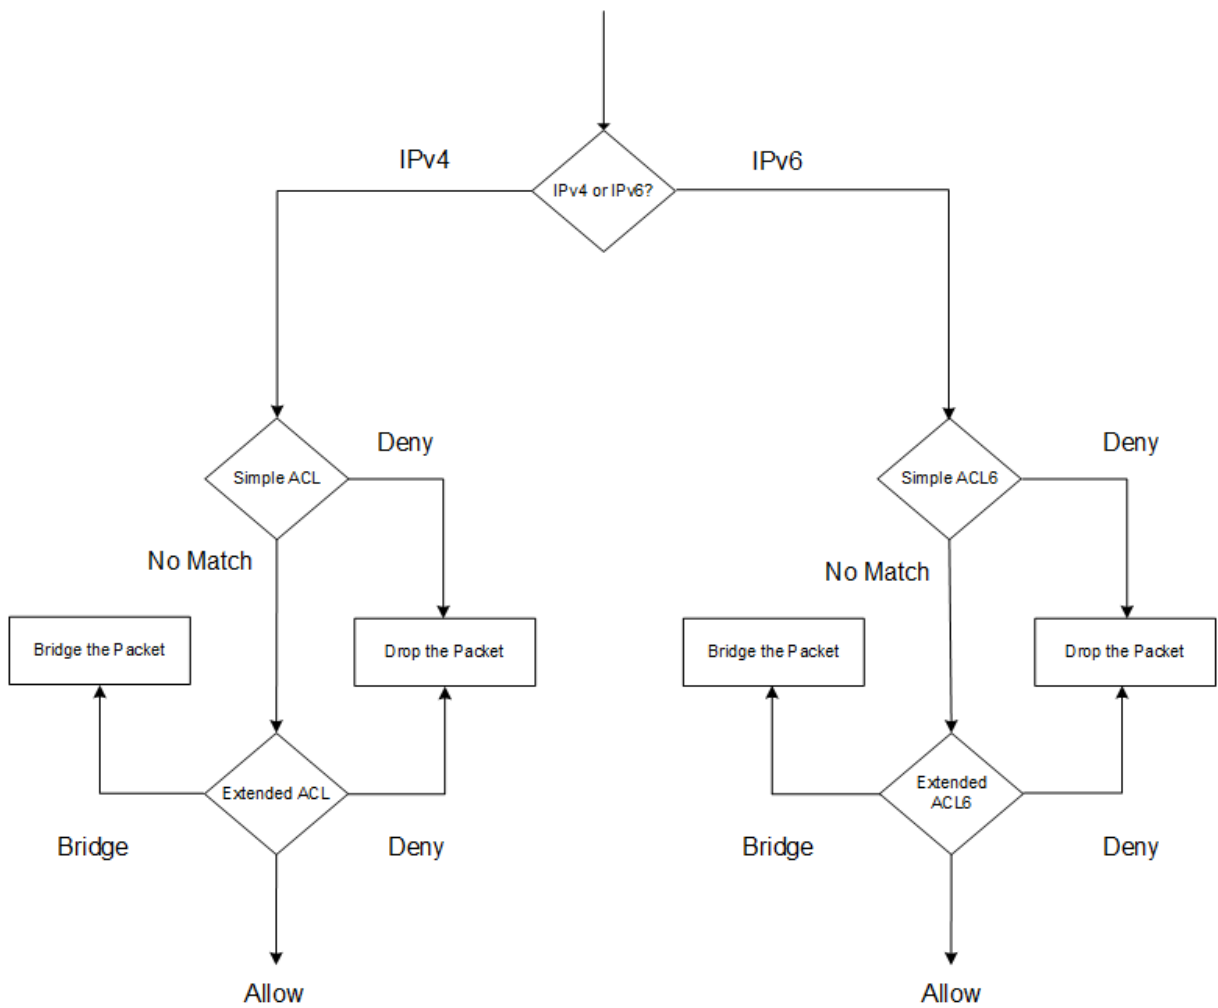 IPv4
IPv6
IPv4 or IPv6?
Deny
Deny
Simple ACL
Simple ACL6
No Match
No Match
Bridge the Packet
Drop the Packet
Bridge the Packet
Drop the Packet
Extended ACL
Extended
ACL6
Bridge
Deny
Bridge
Deny
Allow
Allow